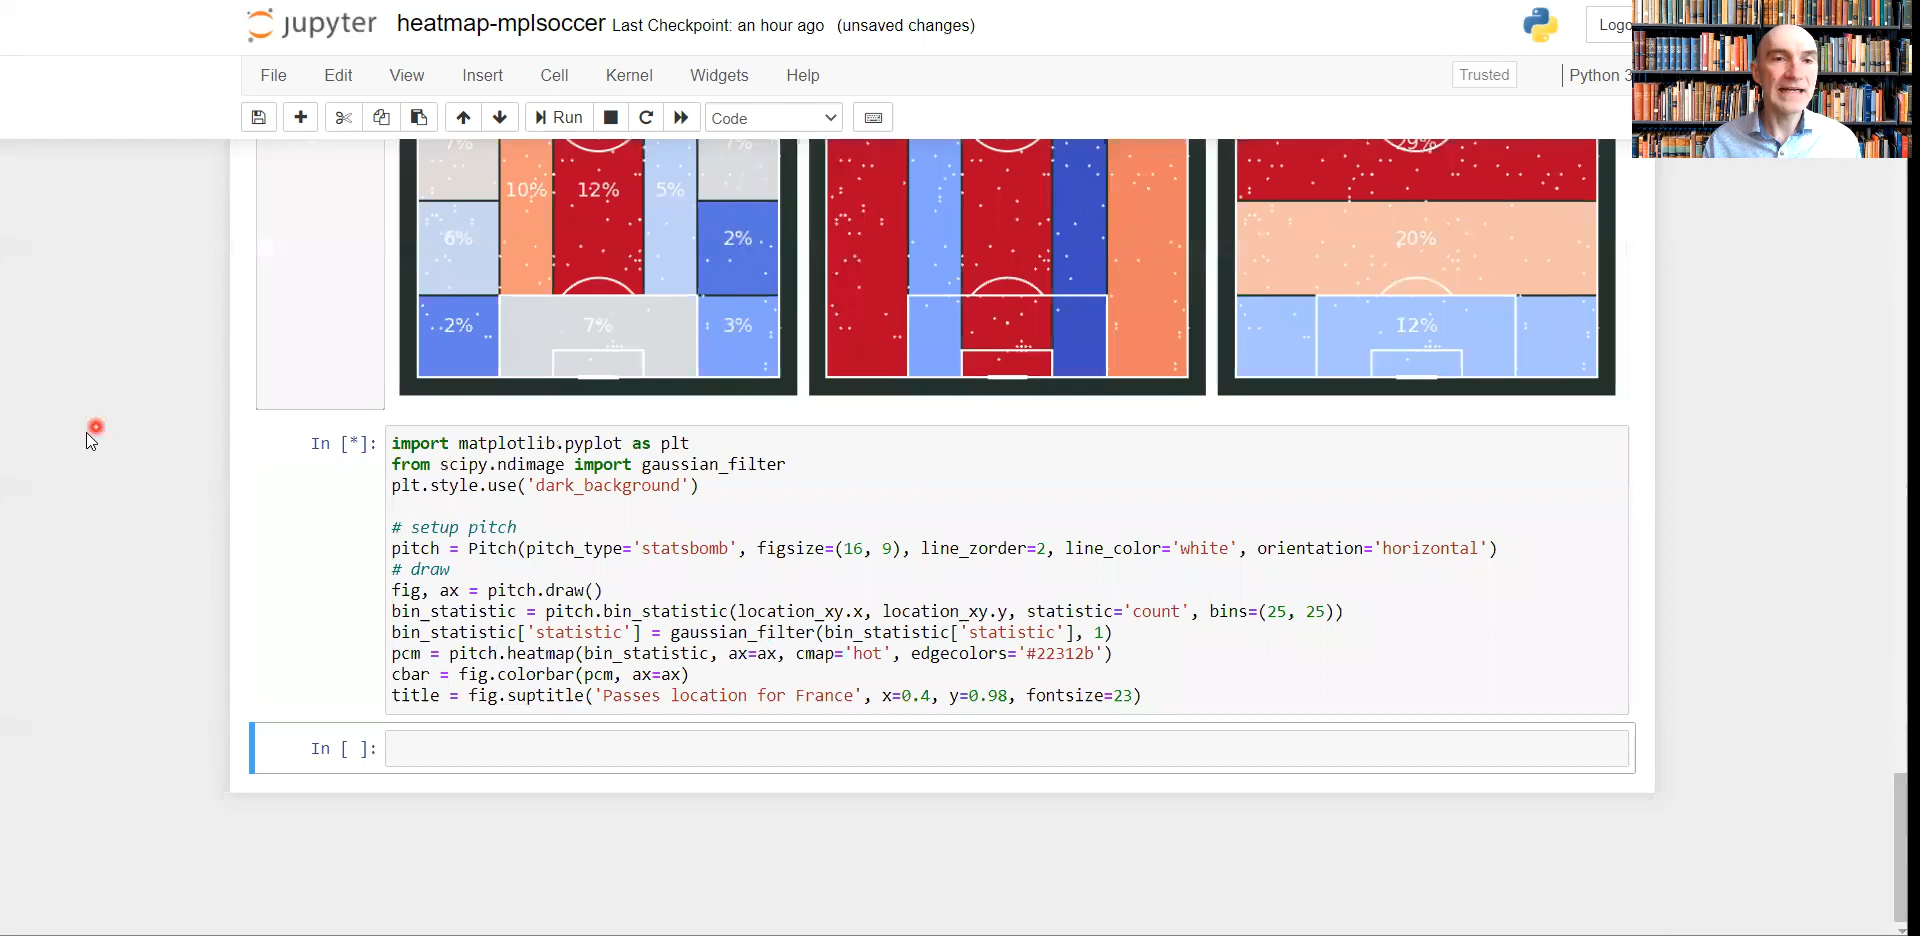 jupyter heatmap-mplsoccer Last Checkpoint: an hour ago (unsaved changes)
File Edit View Insert Cell Kernel Widgets Help Trusted Python 3
Run Code
7% 7% 29%
10% 12% 5%
6% 2% 20%
2% 7% 3% 12%
In [*]: import matplotlib.pyplot as plt
from scipy.ndimage import gaussian_filter
plt.style.use('dark_background')
# setup pitch
pitch = Pitch(pitch_type='statsbomb', figsize=(16, 9), line_zorder=2, line_color='white', orientation='horizontal')
# draw
fig, ax = pitch.draw()
bin_statistic = pitch.bin_statistic(location_xy.x, location_xy.y, statistic='count', bins=(25, 25))
bin_statistic['statistic'] = gaussian_filter(bin_statistic['statistic'], 1)
pcm = pitch.heatmap(bin_statistic, ax=ax, cmap='hot', edgecolors='#22312b')
cbar = fig.colorbar(pcm, ax=ax)
title = fig.suptitle('Passes location for France', x=0.4, y=0.98, fontsize=23)
In [ ]: